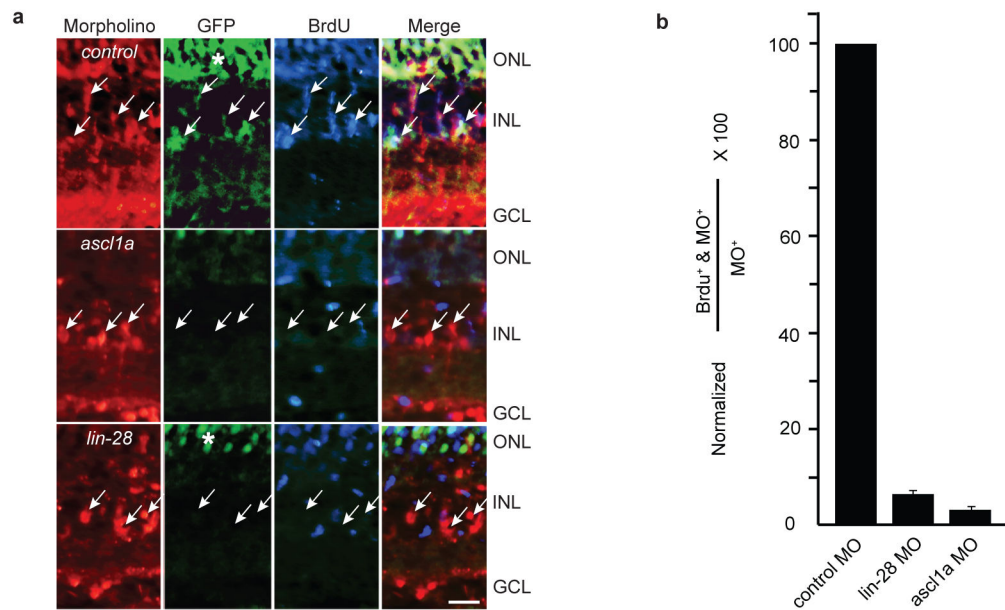 a
Morpholino GFP BrdU Merge
control
*
ONL
INL
GCL
ascl1a
ONL
INL
GCL
lin-28
*
ONL
INL
GCL
b
Normalized Brdu⁺ & MO⁺ X 100
MO⁺
100
80
60
40
20
0
control MO
lin-28 MO
ascl1a MO